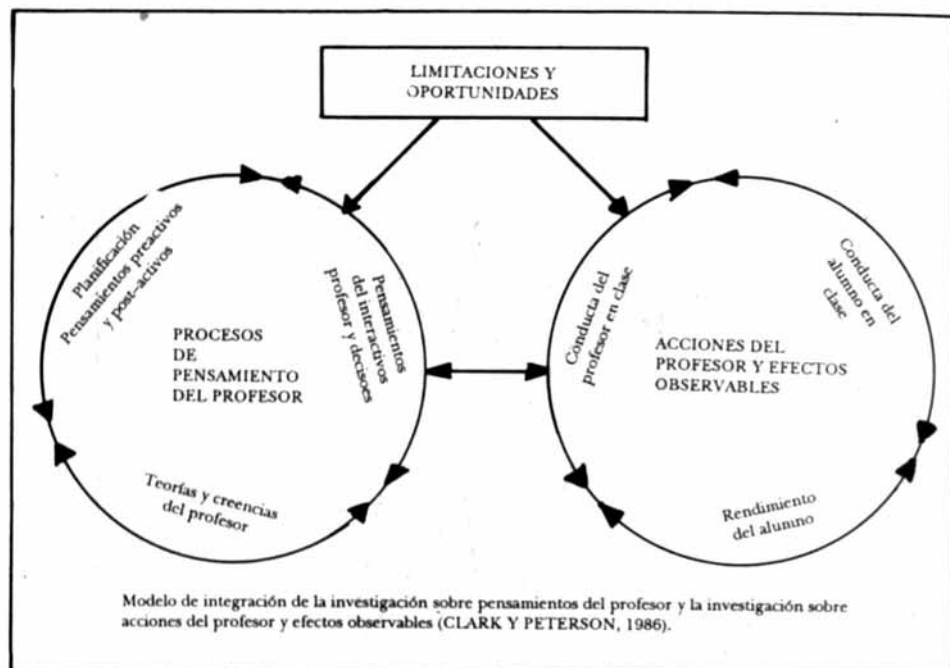 LIMITACIONES Y
OPORTUNIDADES
Planificación
Pensamientos preactivos
y post-activos
Pensamientos
del interactivos
profesor y decisoes
PROCESOS
DE
PENSAMIENTO
DEL PROFESOR
Teorías y creencias
del profesor
Conducta del
profesor en clase
Conducta del
alumno en
clase
ACCIONES DEL
PROFESOR Y EFECTOS
OBSERVABLES
Rendimiento
del alumno
Modelo de integración de la investigación sobre pensamientos del profesor y la investigación sobre
acciones del profesor y efectos observables (CLARK Y PETERSON, 1986).